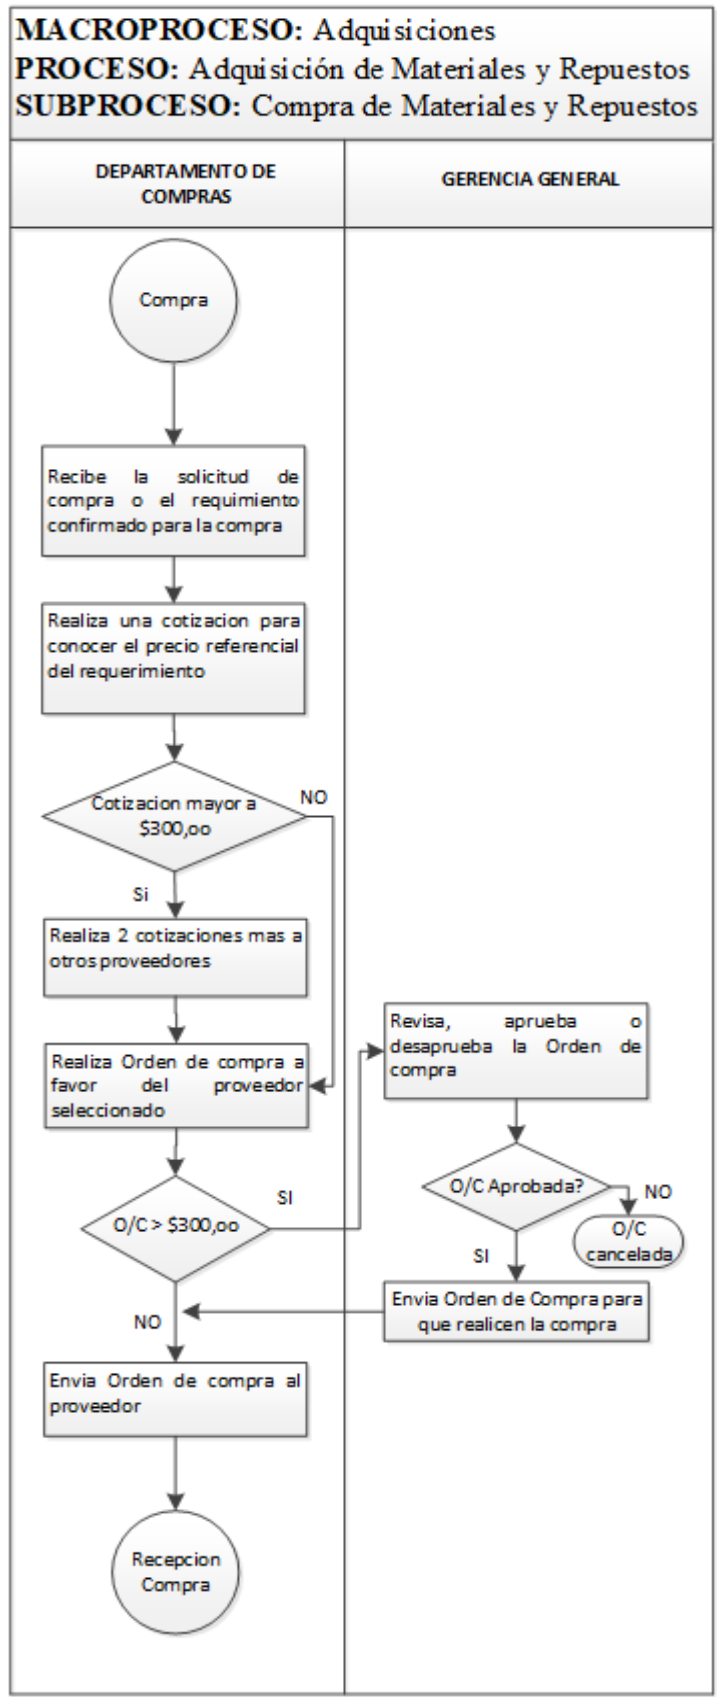 MACROPROCESO: Adquisiciones
PROCESO: Adquisición de Materiales y Repuestos
SUBPROCESO: Compra de Materiales y Repuestos
DEPARTAMENTO DE
COMPRAS
GERENCIA GENERAL
Compra
Recibe la solicitud de
compra o el requimiento
confirmado para la compra
Realiza una cotizacion para
conocer el precio referencial
del requerimiento
Cotizacion mayor a
$300,oo
NO
Si
Realiza 2 cotizaciones mas a
otros proveedores
Realiza Orden de compra a
favor del proveedor
seleccionado
O/C > $300,oo
SI
NO
Revisa, aprueba o
desaprueba la Orden de
compra
O/C Aprobada?
NO
O/C
cancelada
SI
Envia Orden de Compra para
que realicen la compra
Envia Orden de compra al
proveedor
Recepcion
Compra